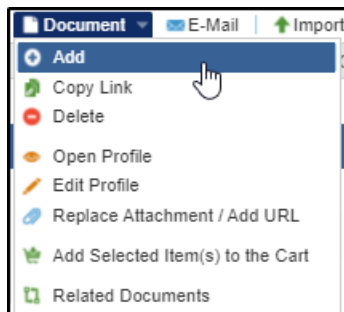 Document E-Mail Import
Add
Copy Link
Delete
Open Profile
Edit Profile
Replace Attachment / Add URL
Add Selected Item(s) to the Cart
Related Documents